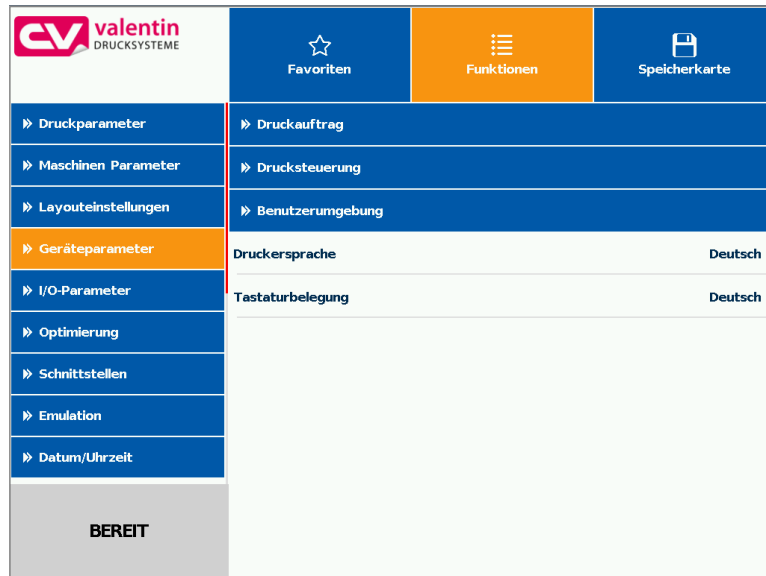 valentin
DRUCKSYSTEME
Favoriten
Funktionen
Speicherkarte
Druckparameter
Maschinen Parameter
Layouteinstellungen
Geräteparameter
I/O-Parameter
Optimierung
Schnittstellen
Emulation
Datum/Uhrzeit
BEREIT
Druckauftrag
Drucksteuerung
Benutzerumgebung
Druckersprache Deutsch
Tastaturbelegung Deutsch